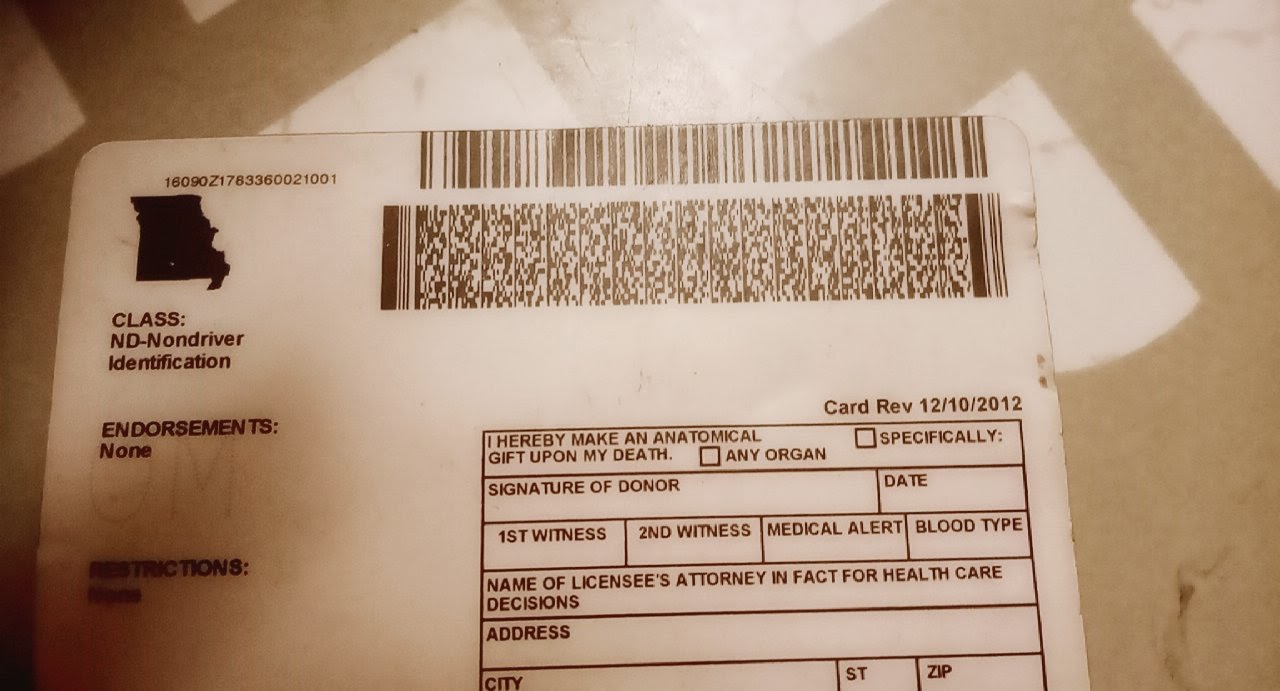 16090Z1783360021001
CLASS:
ND-Nondriver
Identification
ENDORSEMENTS:
None
RESTRICTIONS:
None
Card Rev 12/10/2012
I HEREBY MAKE AN ANATOMICAL
GIFT UPON MY DEATH. ANY ORGAN SPECIFICALLY:
SIGNATURE OF DONOR DATE
1ST WITNESS 2ND WITNESS MEDICAL ALERT BLOOD TYPE
NAME OF LICENSEE'S ATTORNEY IN FACT FOR HEALTH CARE
DECISIONS
ADDRESS
CITY ST ZIP